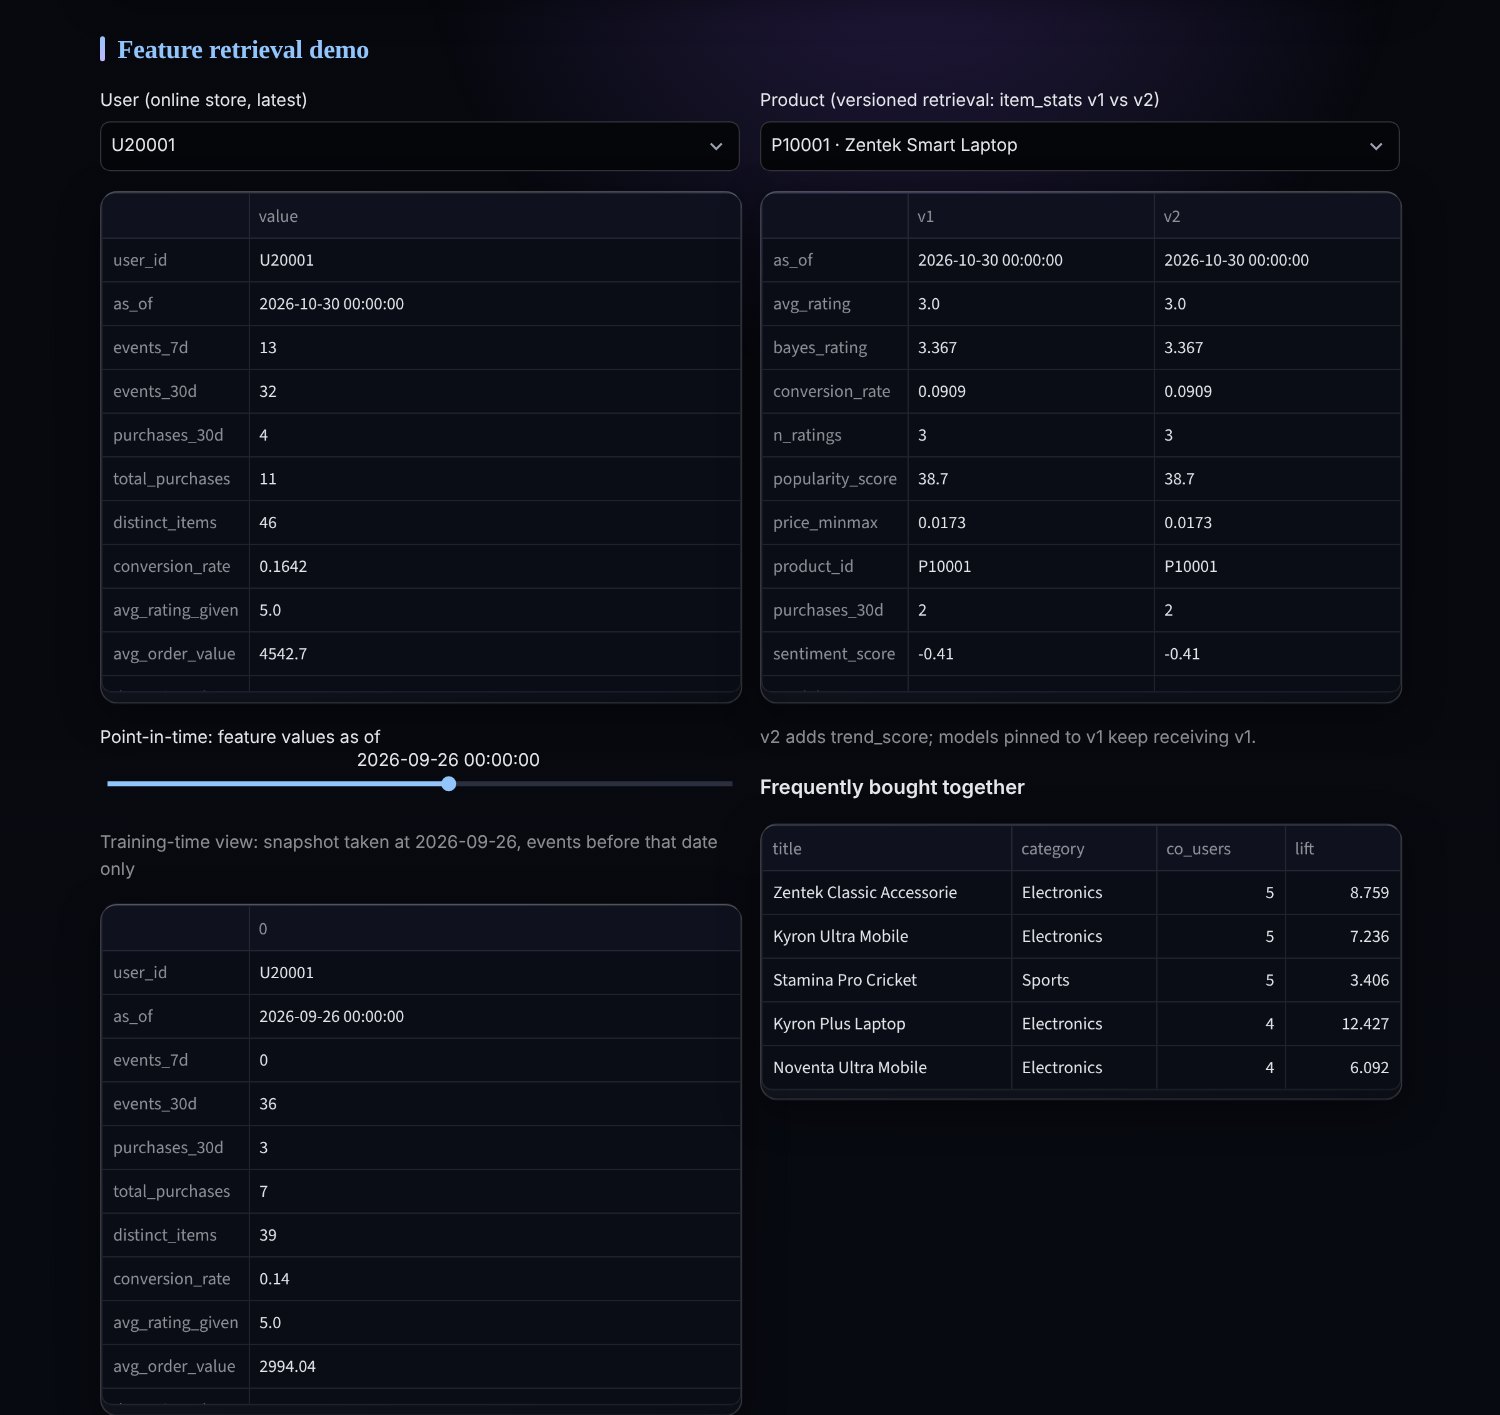 Feature retrieval demo
User (online store, latest)
U20001
value
user_id U20001
as_of 2026-10-30 00:00:00
events_7d 13
events_30d 32
purchases_30d 4
total_purchases 11
distinct_items 46
conversion_rate 0.1642
avg_rating_given 5.0
avg_order_value 4542.7
Point-in-time: feature values as of
2026-09-26 00:00:00
Training-time view: snapshot taken at 2026-09-26, events before that date
only
0
user_id U20001
as_of 2026-09-26 00:00:00
events_7d 0
events_30d 36
purchases_30d 3
total_purchases 7
distinct_items 39
conversion_rate 0.14
avg_rating_given 5.0
avg_order_value 2994.04
Product (versioned retrieval: item_stats v1 vs v2)
P10001 · Zentek Smart Laptop
v1 v2
as_of 2026-10-30 00:00:00 2026-10-30 00:00:00
avg_rating 3.0 3.0
bayes_rating 3.367 3.367
conversion_rate 0.0909 0.0909
n_ratings 3 3
popularity_score 38.7 38.7
price_minmax 0.0173 0.0173
product_id P10001 P10001
purchases_30d 2 2
sentiment_score -0.41 -0.41
v2 adds trend_score; models pinned to v1 keep receiving v1.
Frequently bought together
title category co_users lift
Zentek Classic Accessorie Electronics 5 8.759
Kyron Ultra Mobile Electronics 5 7.236
Stamina Pro Cricket Sports 5 3.406
Kyron Plus Laptop Electronics 4 12.427
Noventa Ultra Mobile Electronics 4 6.092